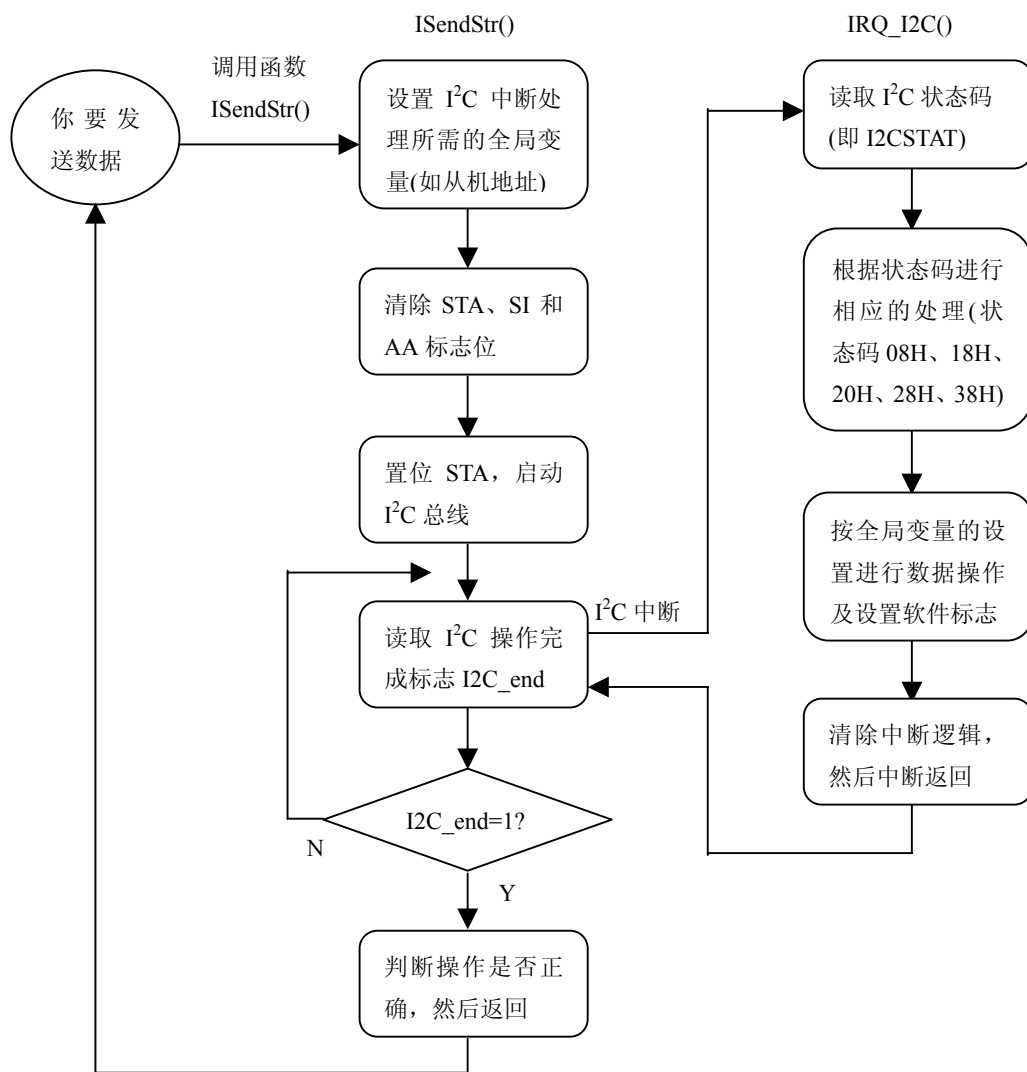 ISendStr()
IRQ_I2C()
调用函数
ISendStr()
你要发
送数据
设置 I²C 中断处
理所需的全局变
量(如从机地址)
清除 STA、SI 和
AA 标志位
置位 STA，启动
I²C 总线
读取 I²C 操作完
成标志 I2C_end
I²C 中断
I2C_end=1?
N
Y
判断操作是否正
确，然后返回
读取 I²C 状态码
(即 I2CSTAT)
根据状态码进行
相应的处理(状
态码 08H、18H、
20H、28H、38H)
按全局变量的设
置进行数据操作
及设置软件标志
清除中断逻辑，
然后中断返回